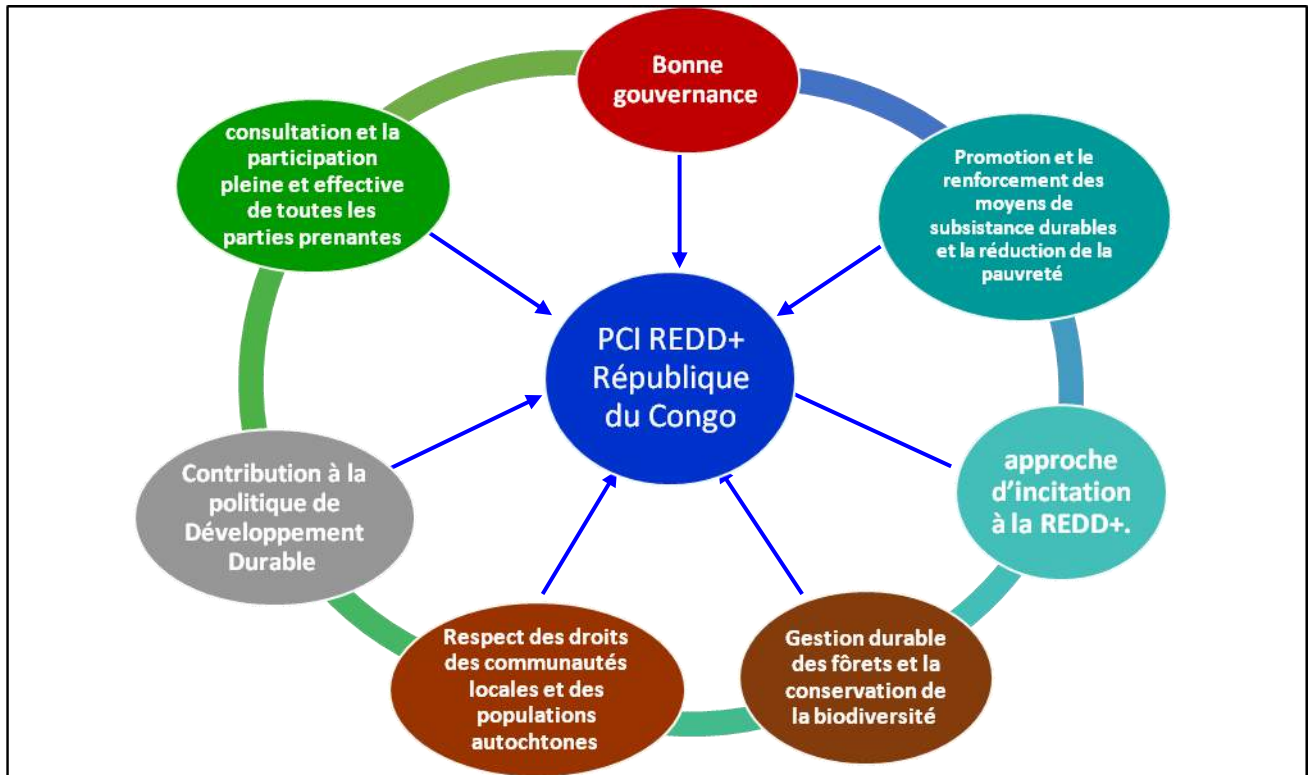 Bonne
gouvernance
consultation et la
participation
pleine et effective
de toutes les
parties prenantes
Promotion et le
renforcement des
moyens de
subsistance durables
et la réduction de la
pauvreté
PCI REDD+
République
du Congo
approche
d'incitation
à la REDD+.
Contribution à la
politique de
Développement
Durable
Respect des droits
des communautés
locales et des
populations
autochtones
Gestion durable
des fôrets et la
conservation de
la biodiversité